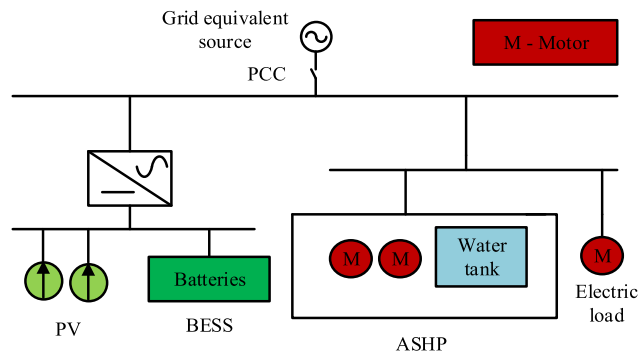 Grid equivalent
source
M - Motor
PCC
Batteries
M
M
Water
tank
M
PV
BESS
ASHP
Electric
load